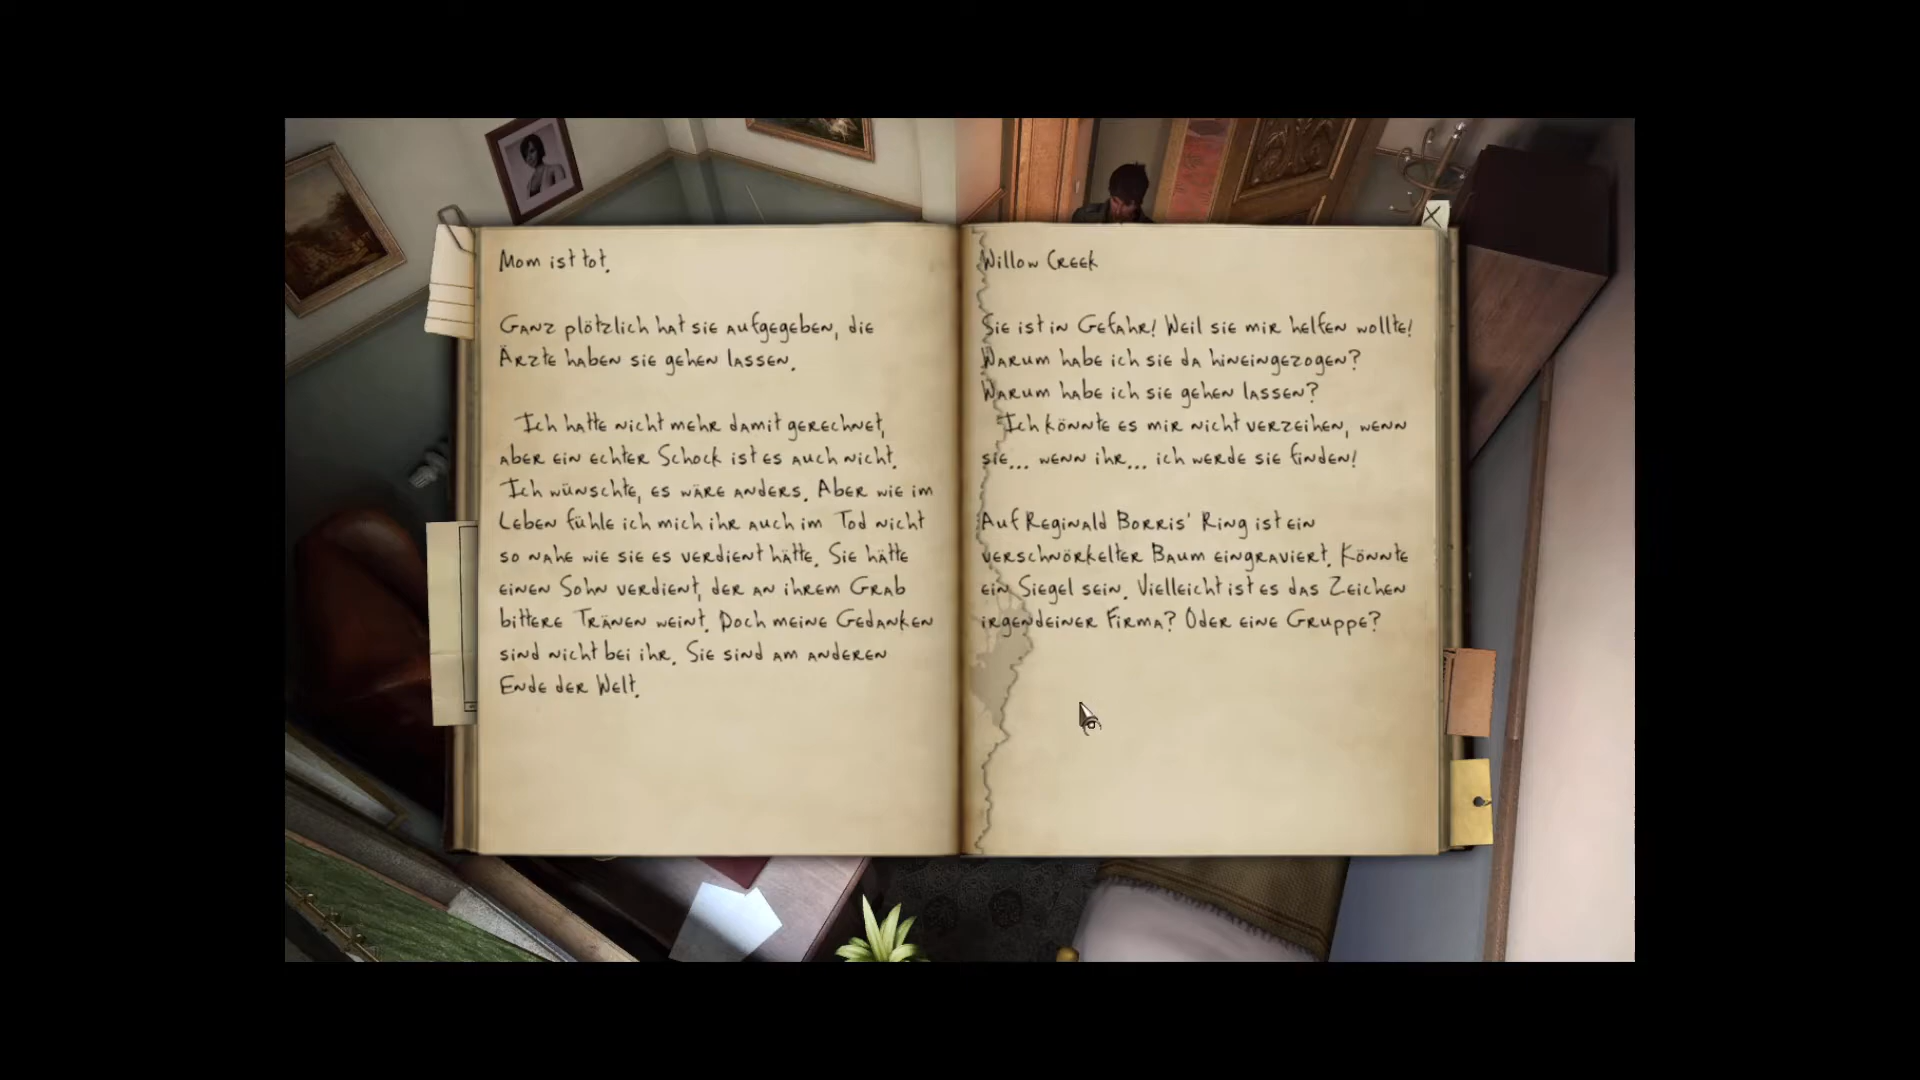 Mom ist tot.
Ganz plötzlich hat sie aufgegeben, die
Ärzte haben sie gehen lassen.
Ich hatte nicht mehr damit gerechnet,
aber ein echter Schock ist es auch nicht.
Ich wünschte, es wäre anders. Aber wie im
Leben fühle ich mich ihr auch im Tod nicht
so nahe wie sie es verdient hätte. Sie hätte
einen Sohn verdient, der an ihrem Grab
bittere Tränen weint. Doch meine Gedanken
sind nicht bei ihr. Sie sind am anderen
Ende der Welt.
Willow Creek
Sie ist in Gefahr! Weil sie mir helfen wollte!
Warum habe ich sie da hineingezogen?
Warum habe ich sie gehen lassen?
Ich könnte es mir nicht verzeihen, wenn
sie... wenn ihr... ich werde sie finden!
Auf Reginald Borris' Ring ist ein
verschnörkelter Baum eingraviert. Könnte
ein Siegel sein. Vielleicht ist es das Zeichen
irgendeiner Firma? Oder eine Gruppe?